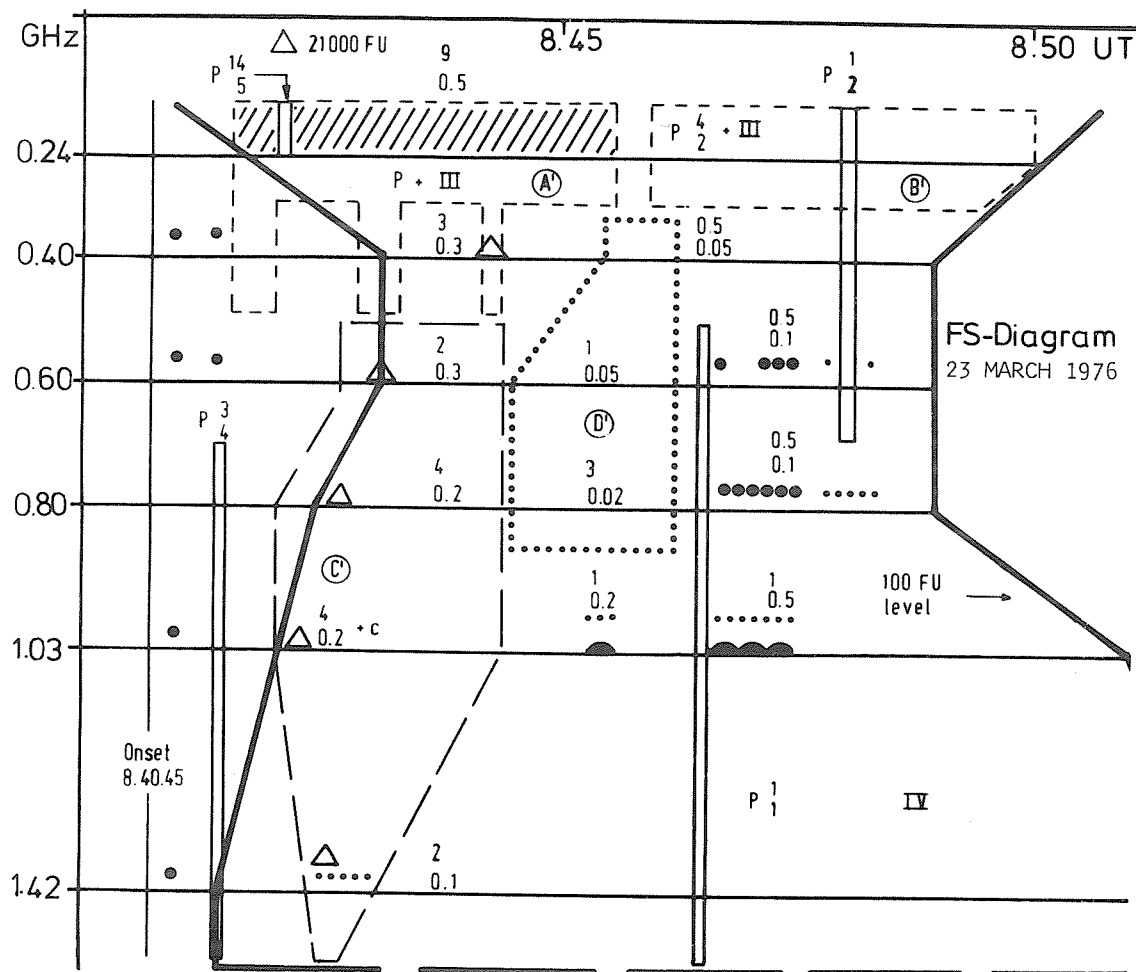 GHz
21000 FU
8.45
8.50 UT
P 14 5
9
0.5
P 1 2
P 4 2 + III
0.24
P + III
A'
B'
3
0.3
0.5
0.05
0.40
0.5
0.1
FS-Diagram
23 MARCH 1976
2
0.3
1
0.05
0.60
P 3 4
D'
0.5
0.1
4
0.2
3
0.02
0.80
C'
1
0.2
1
0.5
100 FU
level
4
0.2 + C
1.03
Onset
8.40.45
P 1 1
IV
2
0.1
1.42